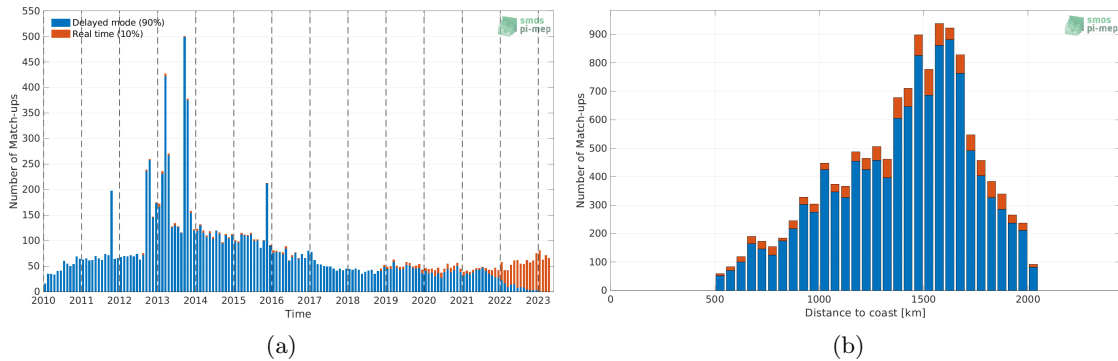 Delayed mode (90%)
Real time (10%)
smos
pi-mep
Number of Match-ups
550
500
450
400
350
300
250
200
150
100
50
0
2010 2011 2012 2013 2014 2015 2016 2017 2018 2019 2020 2021 2022 2023
Time
(a)
smos
pi-mep
Number of Match-ups
900
800
700
600
500
400
300
200
100
0
0 500 1000 1500 2000
Distance to coast [km]
(b)